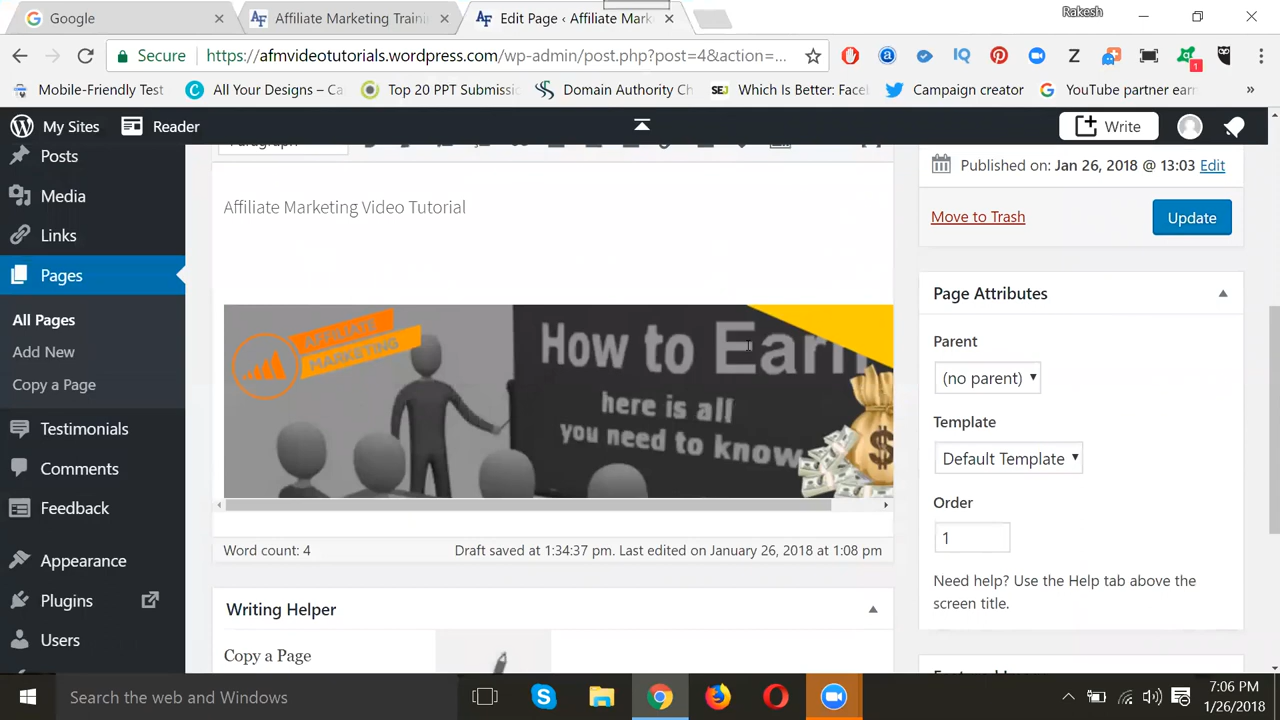 Google
Affiliate Marketing Traini
Edit Page ‹ Affiliate Mark
Rakesh
Secure
https://afmvideotutorials.wordpress.com/wp-admin/post.php?post=4&action=...
Mobile-Friendly Test
All Your Designs – Ca
Top 20 PPT Submissi
Domain Authority Ch
SEJ
Which Is Better: Face
Campaign creator
YouTube partner earn
»
1
My Sites
Reader
Write
Posts
Media
Links
Pages
All Pages
Add New
Copy a Page
Testimonials
Comments
Feedback
Appearance
Plugins
Users
Paragraph
Affiliate Marketing Video Tutorial
AFFILIATE
MARKETING
How to Earn
here is all
you need to know
$
Word count: 4
Draft saved at 1:34:37 pm. Last edited on January 26, 2018 at 1:08 pm
Writing Helper
Copy a Page
Published on: Jan 26, 2018 @ 13:03 Edit
Move to Trash
Update
Page Attributes
Parent
(no parent)
Template
Default Template
Order
1
Need help? Use the Help tab above the
screen title.
Search the web and Windows
7:06 PM
1/26/2018